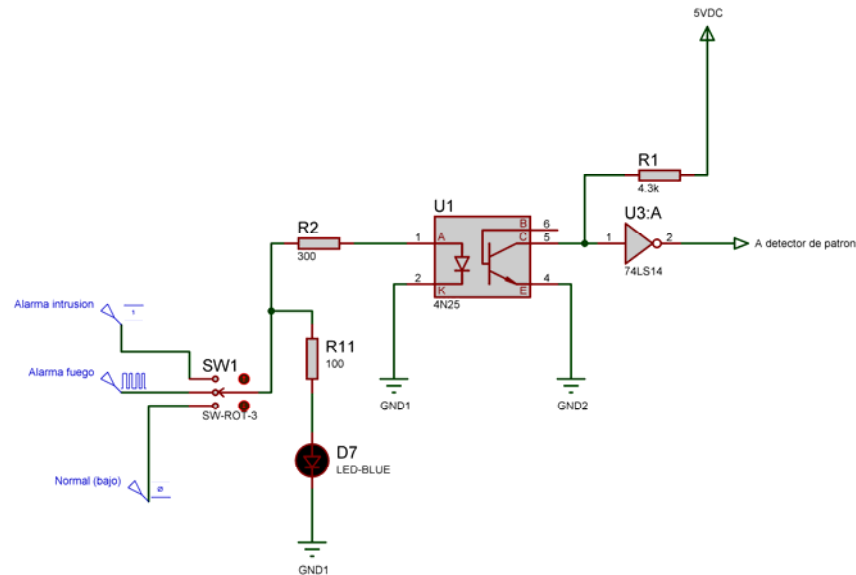 5VDC
R1
4.3k
U1
U3:A
R2
B
6
1
A
C
5
1
2
A detector de patron
300
74LS14
2
K
E
4
4N25
Alarma intrusion
1
R11
100
SW1
Alarma fuego
GND1
GND2
SW-ROT-3
D7
LED-BLUE
Normal (bajo)
0
GND1